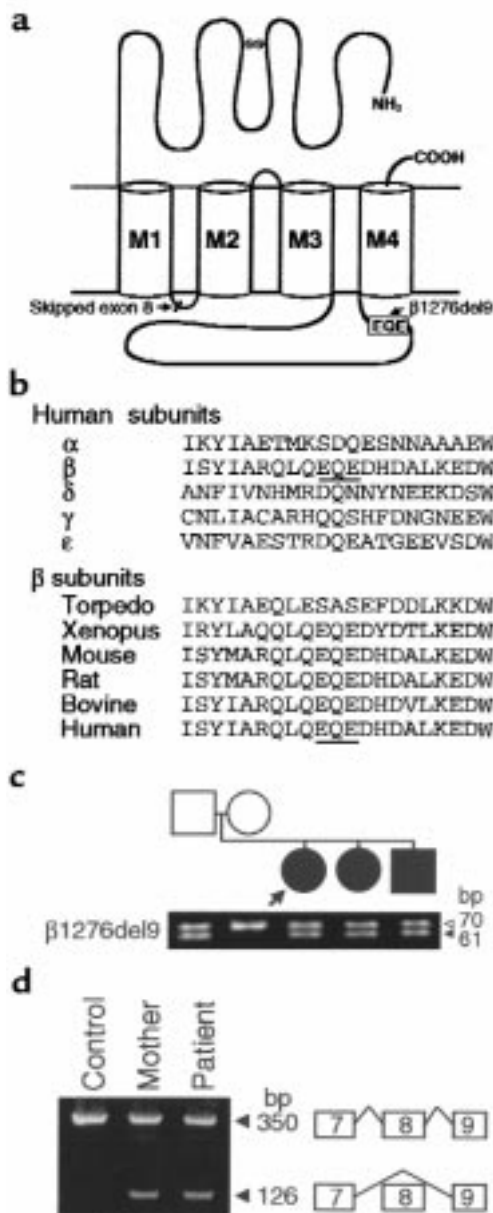 a
SS
NH₂
COOH
M1 M2 M3 M4
Skipped exon 8
β1276del9
EQE
b
Human subunits
α IKYIAETMKSDQESNNAAAEW
β ISYIARQLQEQEDHDALKEDW
δ ANFIVNHMRDQNNYNEEKDSW
γ CNLIACARHQQSHFDNGNEEW
ε VNFVAESTRDQEATGEEVSDW
β subunits
Torpedo IKYIAEQLESASEFDDLKKDW
Xenopus IRYLAQQLQEQEDYDTLKEDW
Mouse ISYMARQLQEQEDHDALKEDW
Rat ISYMARQLQEQEDHDALKEDW
Bovine ISYIARQLQEQEDHDVLKEDW
Human ISYIARQLQEQEDHDALKEDW
c
bp
β1276del9
70
61
d
Control
Mother
Patient
bp
350
7 8 9
126
7 8 9